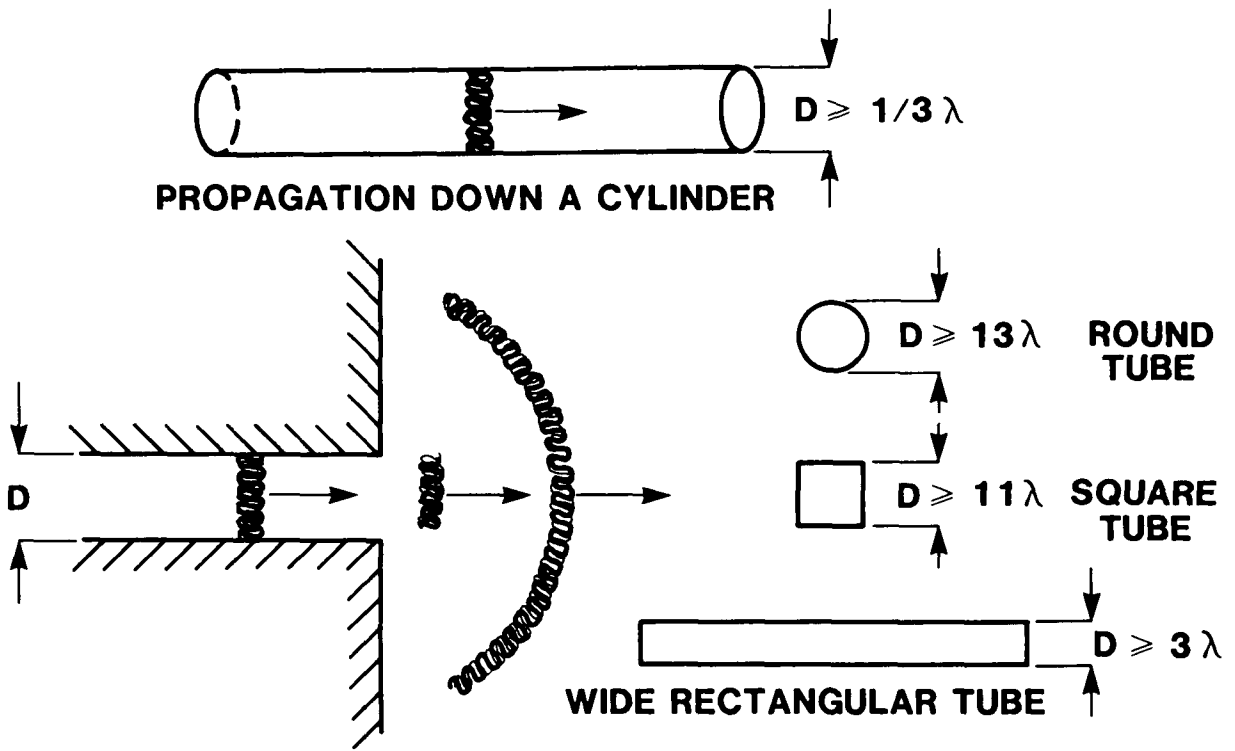 D ⩾ 1/3 λ
PROPAGATION DOWN A CYLINDER
D ⩾ 13 λ
ROUND
TUBE
D
D ⩾ 11 λ
SQUARE
TUBE
D ⩾ 3 λ
WIDE RECTANGULAR TUBE